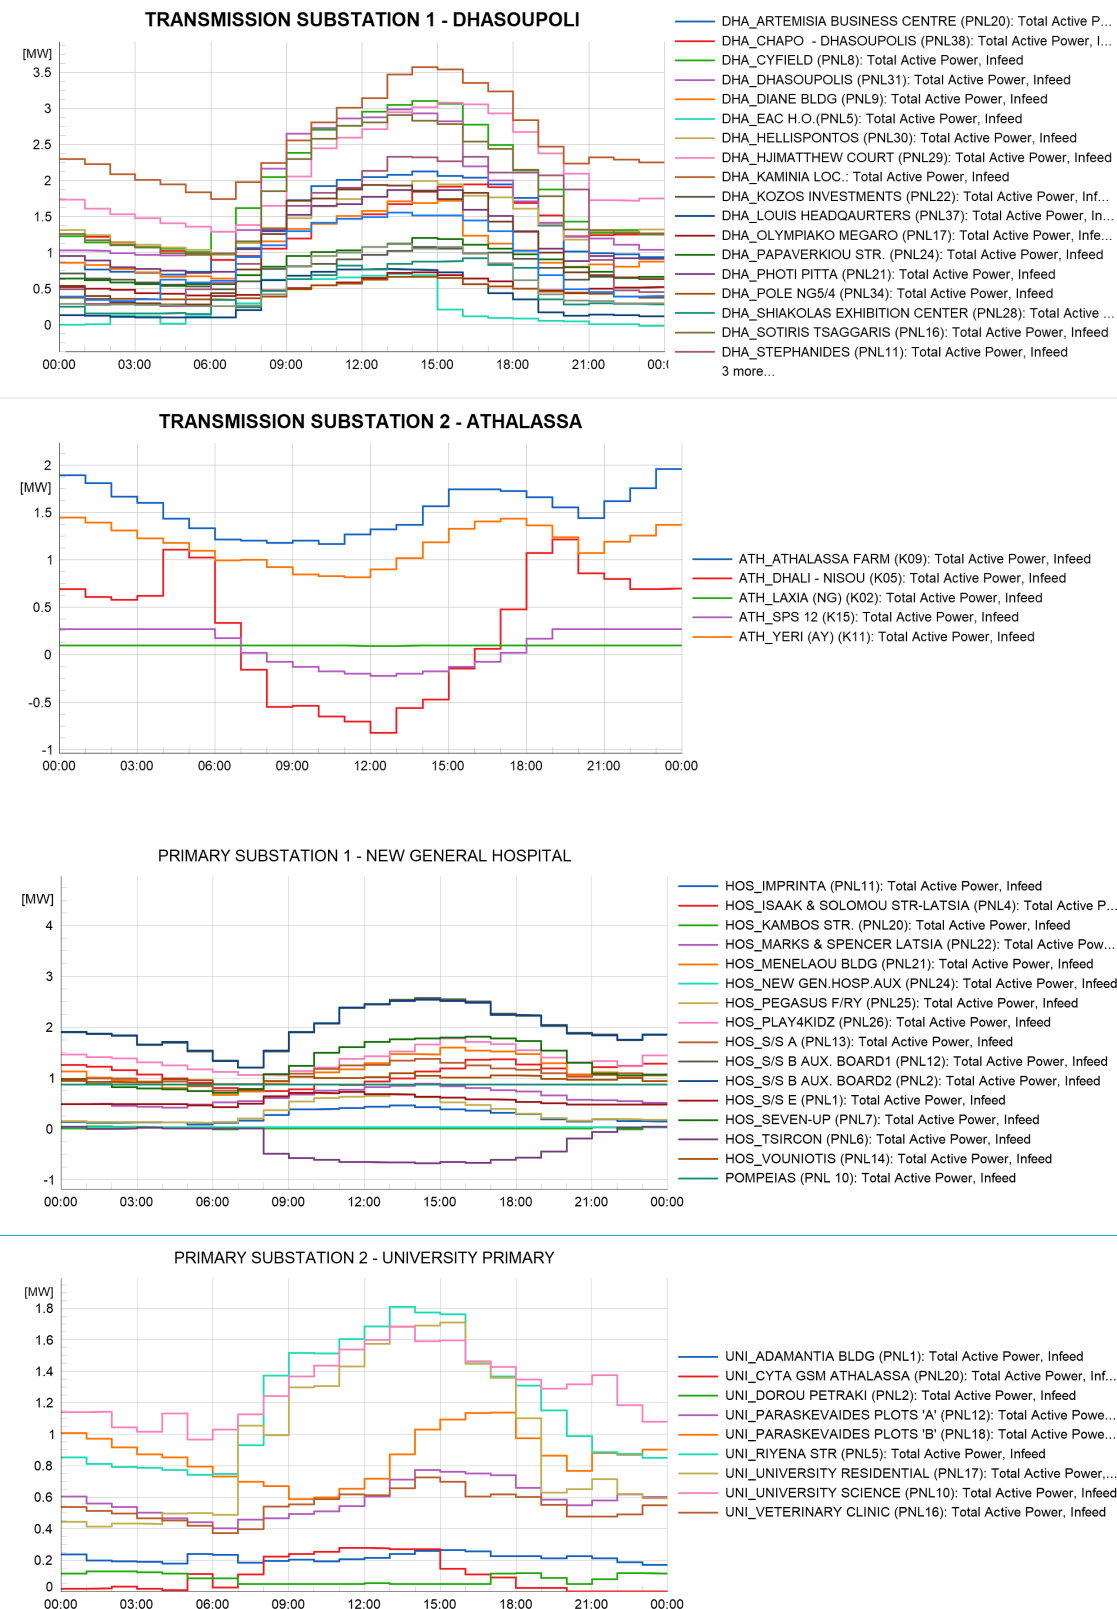 TRANSMISSION SUBSTATION 1 - DHASOUPOLI
[MW]
3.5
3
2.5
2
1.5
1
0.5
0
00:00 03:00 06:00 09:00 12:00 15:00 18:00 21:00 00:(
DHA_ARTEMISIA BUSINESS CENTRE (PNL20): Total Active P...
DHA_CHAPO - DHASOUPOLIS (PNL38): Total Active Power, I...
DHA_CYFIELD (PNL8): Total Active Power, Infeed
DHA_DHASOUPOLIS (PNL31): Total Active Power, Infeed
DHA_DIANE BLDG (PNL9): Total Active Power, Infeed
DHA_EAC H.O.(PNL5): Total Active Power, Infeed
DHA_HELLISPONTOS (PNL30): Total Active Power, Infeed
DHA_HJIMATTHEW COURT (PNL29): Total Active Power, Infeed
DHA_KAMINIA LOC.: Total Active Power, Infeed
DHA_KOZOS INVESTMENTS (PNL22): Total Active Power, Inf...
DHA_LOUIS HEADQAURTERS (PNL37): Total Active Power, In...
DHA_OLYMPIAKO MEGARO (PNL17): Total Active Power, Infe...
DHA_PAPAVERKIOU STR. (PNL24): Total Active Power, Infeed
DHA_PHOTI PITTA (PNL21): Total Active Power, Infeed
DHA_POLE NG5/4 (PNL34): Total Active Power, Infeed
DHA_SHIAKOLAS EXHIBITION CENTER (PNL28): Total Active ...
DHA_SOTIRIS TSAGGARIS (PNL16): Total Active Power, Infeed
DHA_STEPHANIDES (PNL11): Total Active Power, Infeed
3 more...
TRANSMISSION SUBSTATION 2 - ATHALASSA
2
[MW]
1.5
1
0.5
0
-0.5
-1
00:00 03:00 06:00 09:00 12:00 15:00 18:00 21:00 00:00
ATH_ATHALASSA FARM (K09): Total Active Power, Infeed
ATH_DHALI - NISOU (K05): Total Active Power, Infeed
ATH_LAXIA (NG) (K02): Total Active Power, Infeed
ATH_SPS 12 (K15): Total Active Power, Infeed
ATH_YERI (AY) (K11): Total Active Power, Infeed
PRIMARY SUBSTATION 1 - NEW GENERAL HOSPITAL
[MW]
4
3
2
1
0
-1
00:00 03:00 06:00 09:00 12:00 15:00 18:00 21:00 00:00
HOS_IMPRINTA (PNL11): Total Active Power, Infeed
HOS_ISAAK & SOLOMOU STR-LATSIA (PNL4): Total Active P...
HOS_KAMBOS STR. (PNL20): Total Active Power, Infeed
HOS_MARKS & SPENCER LATSIA (PNL22): Total Active Pow...
HOS_MENELAOU BLDG (PNL21): Total Active Power, Infeed
HOS_NEW GEN.HOSP.AUX (PNL24): Total Active Power, Infeed
HOS_PEGASUS F/RY (PNL25): Total Active Power, Infeed
HOS_PLAY4KIDZ (PNL26): Total Active Power, Infeed
HOS_S/S A (PNL13): Total Active Power, Infeed
HOS_S/S B AUX. BOARD1 (PNL12): Total Active Power, Infeed
HOS_S/S B AUX. BOARD2 (PNL2): Total Active Power, Infeed
HOS_S/S E (PNL1): Total Active Power, Infeed
HOS_SEVEN-UP (PNL7): Total Active Power, Infeed
HOS_TSIRCON (PNL6): Total Active Power, Infeed
HOS_VOUNIOTIS (PNL14): Total Active Power, Infeed
POMPEIAS (PNL 10): Total Active Power, Infeed
PRIMARY SUBSTATION 2 - UNIVERSITY PRIMARY
[MW]
1.8
1.6
1.4
1.2
1
0.8
0.6
0.4
0.2
0
00:00 03:00 06:00 09:00 12:00 15:00 18:00 21:00 00:00
UNI_ADAMANTIA BLDG (PNL1): Total Active Power, Infeed
UNI_CYTA GSM ATHALASSA (PNL20): Total Active Power, Inf...
UNI_DOROU PETRAKI (PNL2): Total Active Power, Infeed
UNI_PARASKEVAIDES PLOTS 'A' (PNL12): Total Active Powe...
UNI_PARASKEVAIDES PLOTS 'B' (PNL18): Total Active Powe...
UNI_RIYENA STR (PNL5): Total Active Power, Infeed
UNI_UNIVERSITY RESIDENTIAL (PNL17): Total Active Power,...
UNI_UNIVERSITY SCIENCE (PNL10): Total Active Power, Infeed
UNI_VETERINARY CLINIC (PNL16): Total Active Power, Infeed